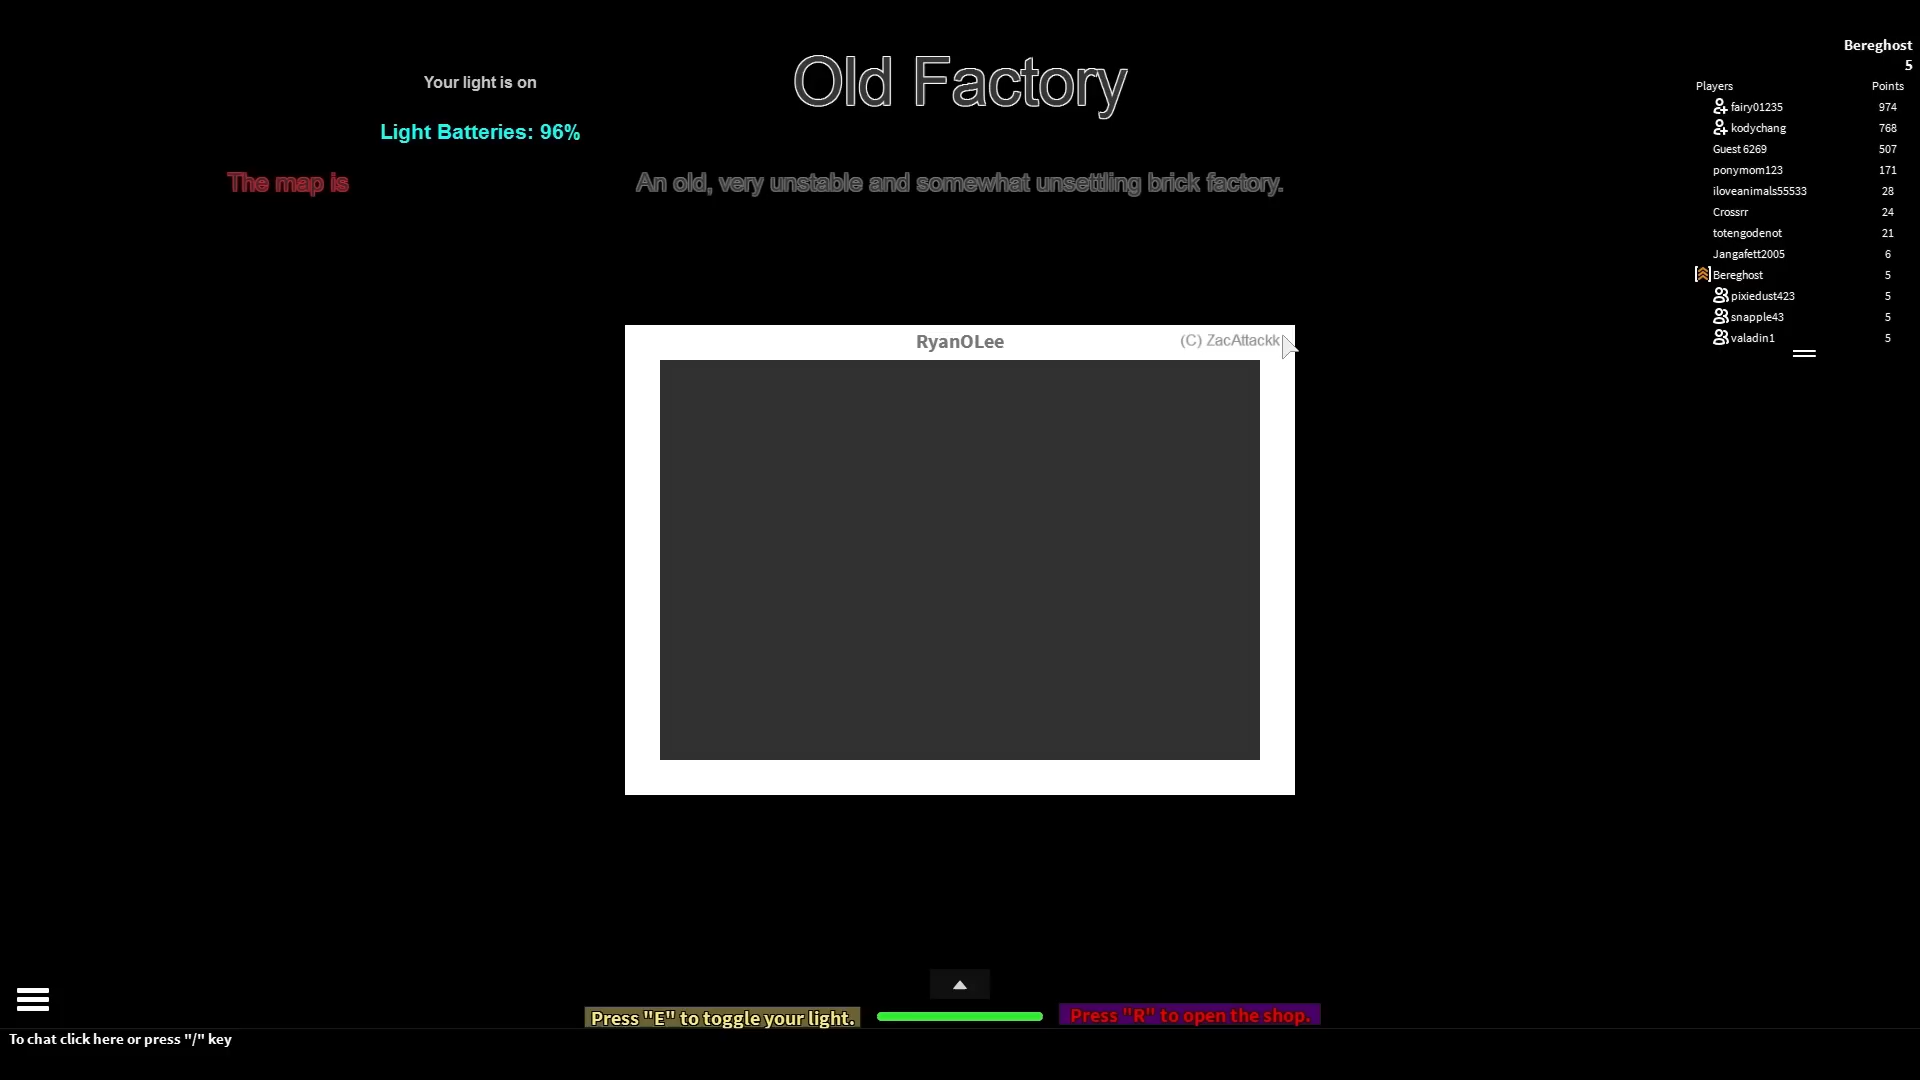 Old Factory
Your light is on
Light Batteries: 96%
The map is
An old, very unstable and somewhat unsettling brick factory.
RyanOLee
(C) ZacAttackk
Bereghost
5
Players Points
fairy01235 974
kodychang 768
Guest 6269 507
ponymom123 171
iloveanimals55533 28
Crossrr 24
totengodenot 21
Jangafett2005 6
Bereghost 5
pixiedust423 5
snapple43 5
valadin1 5
Press "E" to toggle your light.
Press "R" to open the shop.
To chat click here or press "/" key